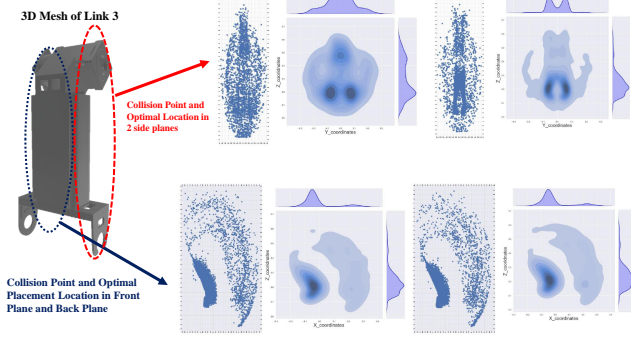 3D Mesh of Link 3
Collision Point and
Optimal Location in
2 side planes
Z_coordinates
Y_coordinates
Z_coordinates
Y_coordinates
Collision Point and Optimal
Placement Location in Front
Plane and Back Plane
Z_coordinates
X_coordinates
Z_coordinates
X_coordinates